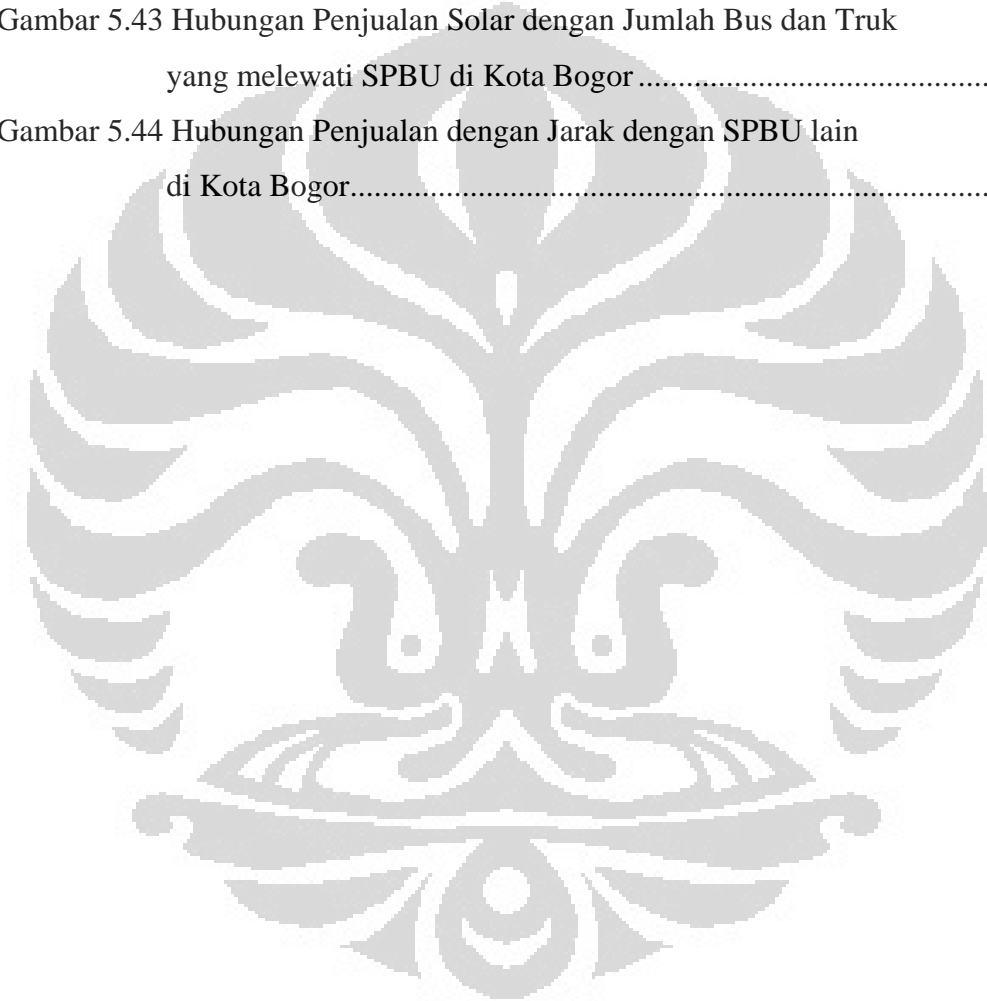 Gambar 5.43 Hubungan Penjualan Solar dengan Jumlah Bus dan Truk
yang melewati SPBU di Kota Bogor ..........................................
Gambar 5.44 Hubungan Penjualan dengan Jarak dengan SPBU lain
di Kota Bogor..............................................................................